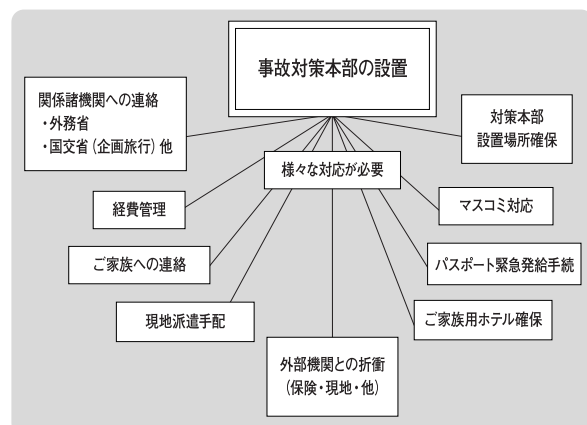 事故対策本部の設置
関係諸機関への連絡
・外務省
・国交省（企画旅行）他
対策本部
設置場所確保
様々な対応が必要
経費管理
マスコミ対応
ご家族への連絡
パスポート緊急発給手続
現地派遣手配
ご家族用ホテル確保
外部機関との折衝
（保険・現地・他）